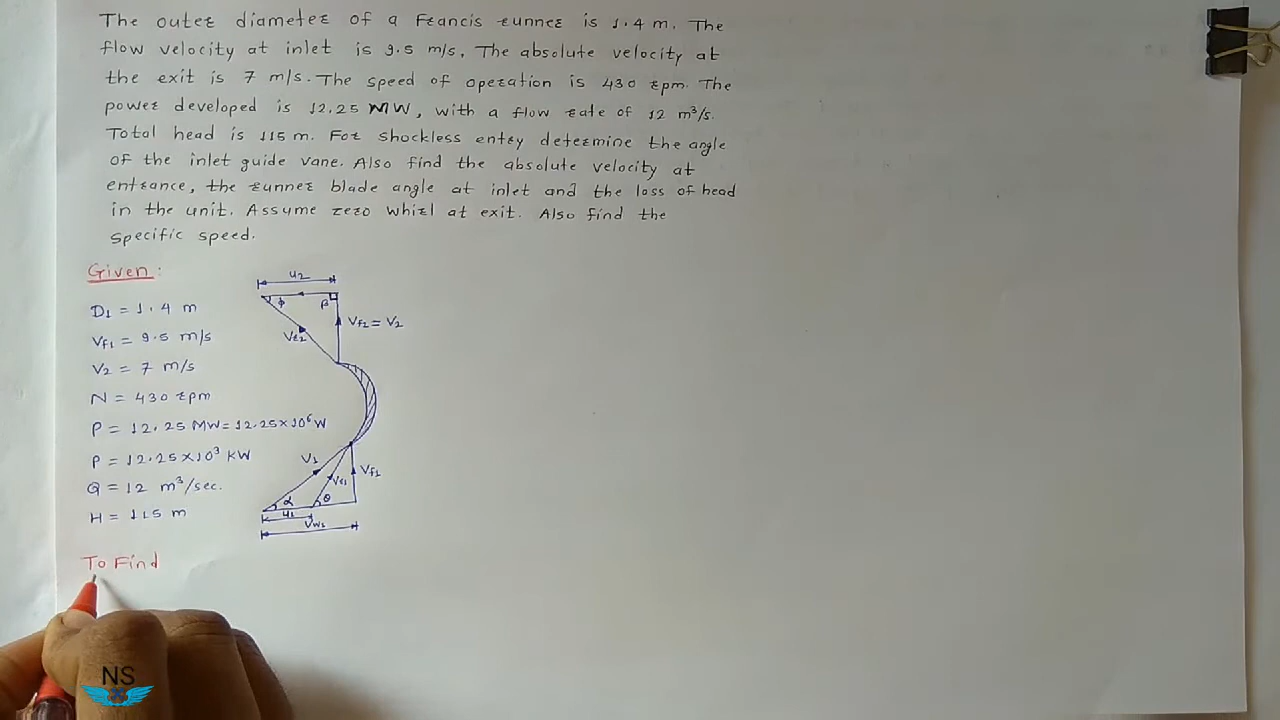 The outer diameter of a Francis runner is 1.4 m. The
flow velocity at inlet is 9.5 m/s. The absolute velocity at
the exit is 7 m/s. The speed of operation is 430 rpm. The
power developed is 12.25 MW, with a flow rate of 12 m³/s.
Total head is 115 m. For shockless entry determine the angle
of the inlet guide vane. Also find the absolute velocity at
entrance, the runner blade angle at inlet and the loss of head
in the unit. Assume zero whirl at exit. Also find the
specific speed.
Given:
D₁ = 1.4 m
Vf₁ = 9.5 m/s
V₂ = 7 m/s
N = 430 rpm
P = 12.25 MW = 12.25×10⁶ W
P = 12.25×10³ KW
Q = 12 m³/sec.
H = 115 m
u₂
φ
β
Vr₂
Vf₂ = V₂
V₁
Vr₁
Vf₁
α
θ
u₁
Vw₁
To Find
NS